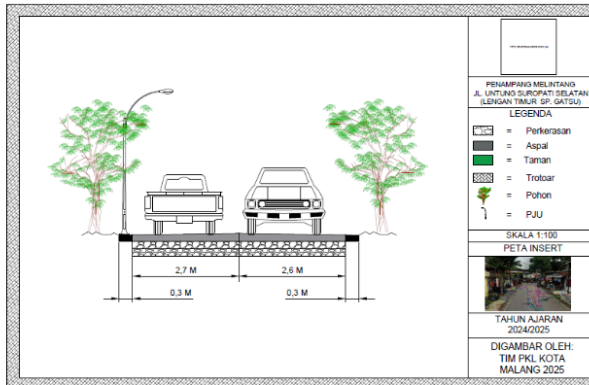 PENAMPANG MELINTANG
JL. UNTUNG SUROPATI SELATAN
(LENGAN TIMUR SP. GATSU)
LEGENDA
= Perkerasan
= Aspal
= Taman
= Trotoar
= Pohon
= PJU
SKALA 1:100
PETA INSERT
TAHUN AJARAN
2024/2025
DIGAMBAR OLEH:
TIM PKL KOTA
MALANG 2025
2,7 M
2,6 M
0,3 M
0,3 M